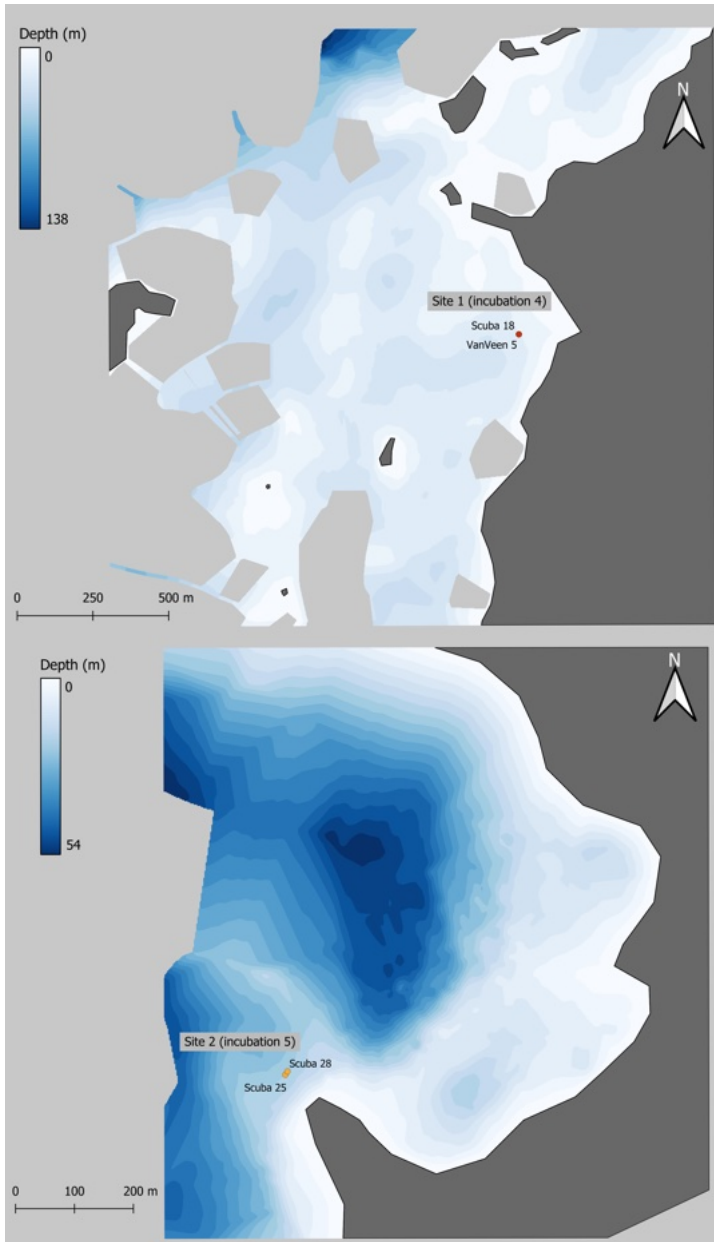 Depth (m)
0
138
N
Site 1 (incubation 4)
Scuba 18
VanVeen 5
0 250 500 m
Depth (m)
0
54
N
Site 2 (incubation 5)
Scuba 28
Scuba 25
0 100 200 m